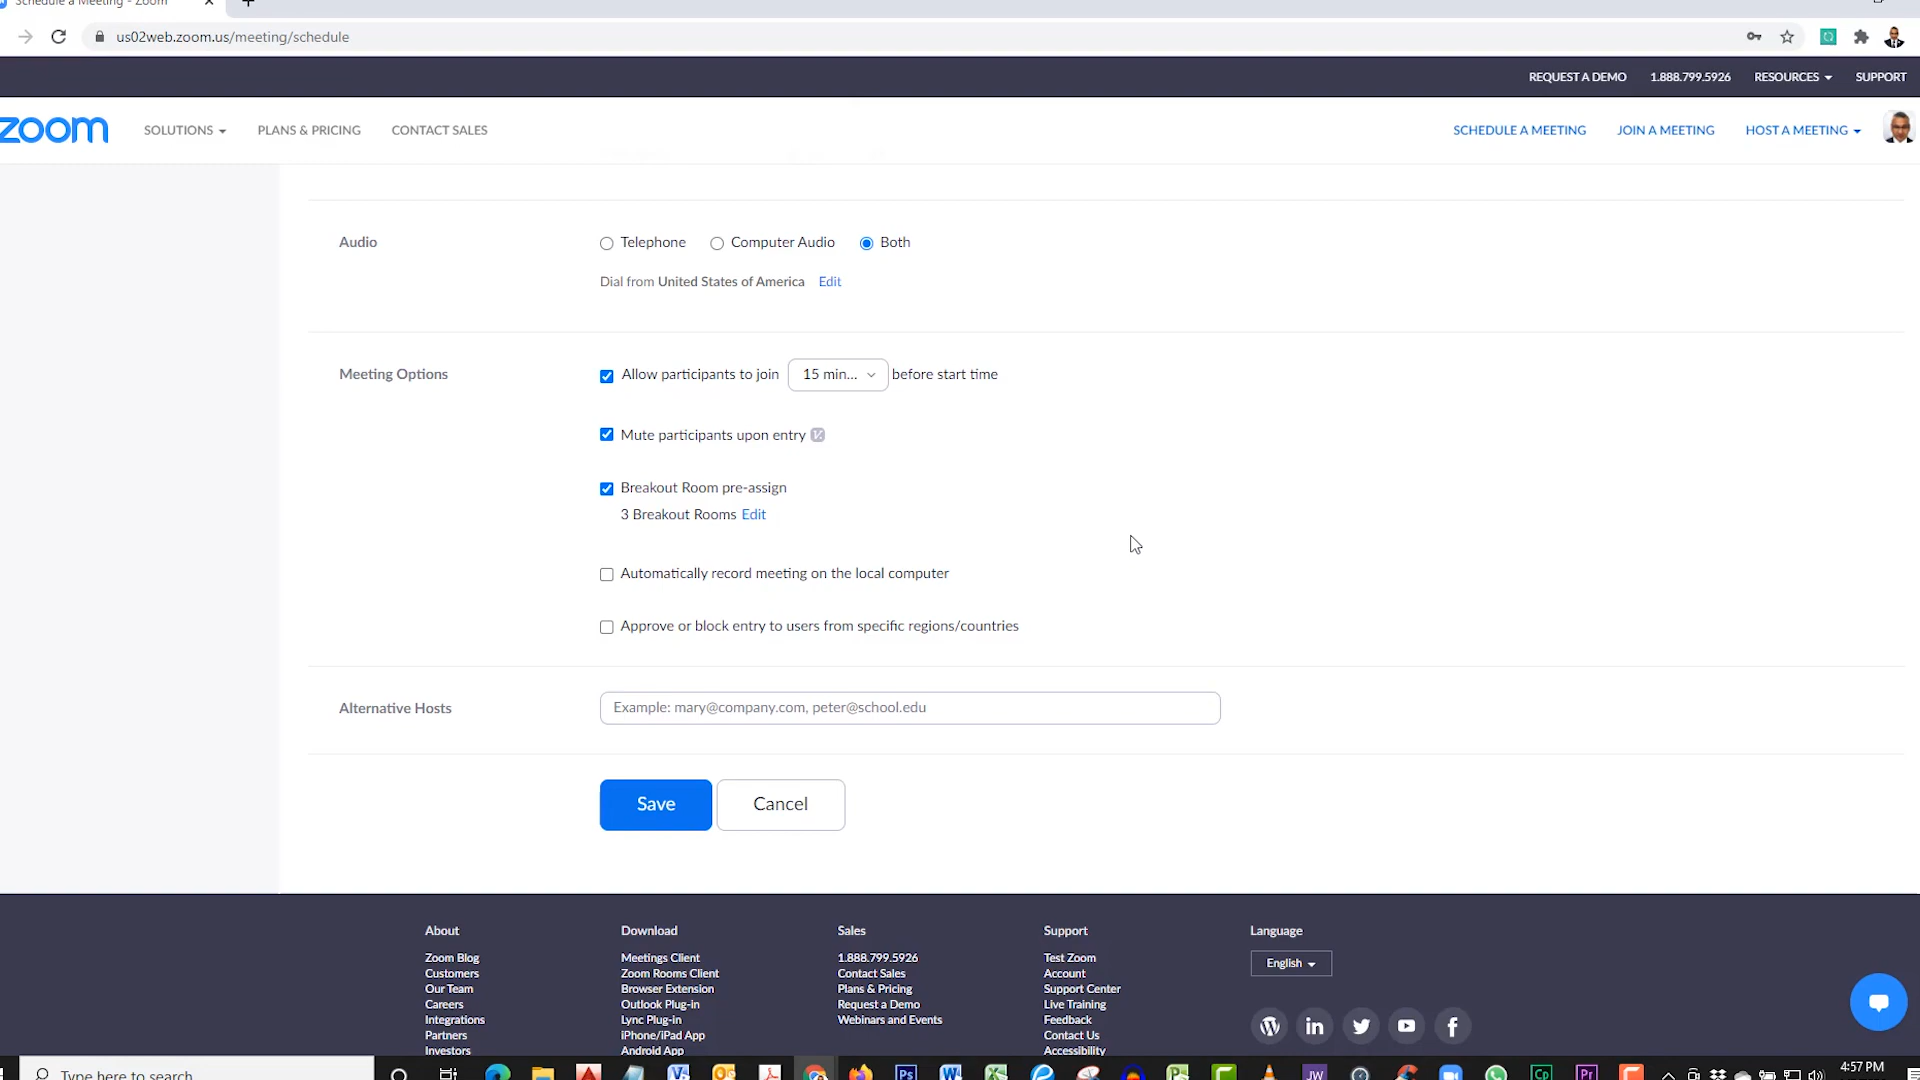 Schedule a Meeting - Zoom
us02web.zoom.us/meeting/schedule
REQUEST A DEMO 1.888.799.5926 RESOURCES SUPPORT
zoom SOLUTIONS PLANS & PRICING CONTACT SALES SCHEDULE A MEETING JOIN A MEETING HOST A MEETING
Audio Telephone Computer Audio Both
Dial from United States of America Edit
Meeting Options Allow participants to join 15 min... before start time
Mute participants upon entry
Breakout Room pre-assign
3 Breakout Rooms Edit
Automatically record meeting on the local computer
Approve or block entry to users from specific regions/countries
Alternative Hosts Example: mary@company.com, peter@school.edu
Save Cancel
About Download Sales Support Language
Zoom Blog Meetings Client 1.888.799.5926 Test Zoom English
Customers Zoom Rooms Client Contact Sales Account
Our Team Browser Extension Plans & Pricing Support Center
Careers Outlook Plug-in Request a Demo Live Training
Integrations Lync Plug-in Webinars and Events Feedback
Partners iPhone/iPad App Contact Us
Investors Android App Accessibility
Type here to search 4:57 PM